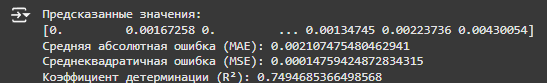 Предсказанные значения:
[0. 0.00167258 0. ... 0.00134745 0.00223736 0.00430054]
Средняя абсолютная ошибка (MAE): 0.002107475480462941
Среднеквадратичная ошибка (MSE): 0.00014759424872834315
Коэффициент детерминации (R²): 0.7494685366498568